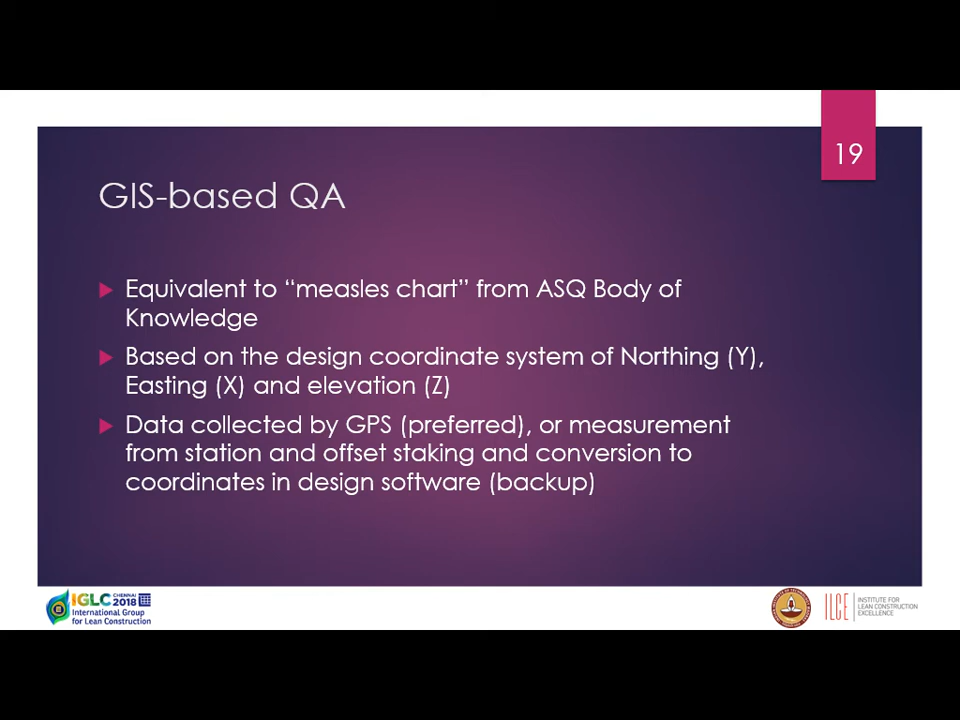 19
GIS-based QA
Equivalent to “measles chart” from ASQ Body of
Knowledge
Based on the design coordinate system of Northing (Y),
Easting (X) and elevation (Z)
Data collected by GPS (preferred), or measurement
from station and offset staking and conversion to
coordinates in design software (backup)
IGLC CHENNAI 2018
International Group
for Lean Construction
ILCE
INSTITUTE FOR
LEAN CONSTRUCTION
EXCELLENCE